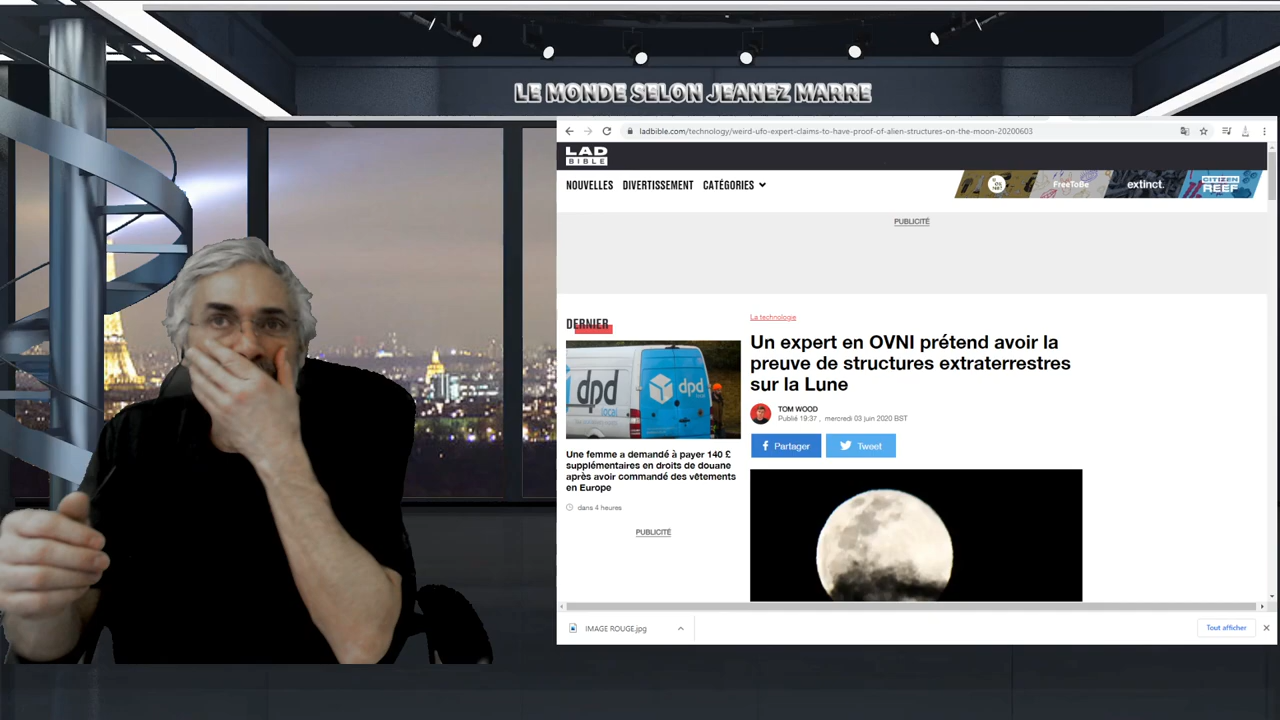 LE MONDE SELON JEANEZ MARRE
ladbible.com/technology/weird-ufo-expert-claims-to-have-proof-of-alien-structures-on-the-moon-20200603
LAD
BIBLE
NOUVELLES DIVERTISSEMENT CATÉGORIES
FreeToBe extinct. CITIZEN
REEF
PUBLICITÉ
DERNIER
dpd
local
dpd
Une femme a demandé à payer 140 £
supplémentaires en droits de douane
après avoir commandé des vêtements
en Europe
dans 4 heures
PUBLICITÉ
La technologie
Un expert en OVNI prétend avoir la
preuve de structures extraterrestres
sur la Lune
TOM WOOD
Publié 19:37 , mercredi 03 juin 2020 BST
Partager Tweet
IMAGE ROUGE.jpg
Tout afficher